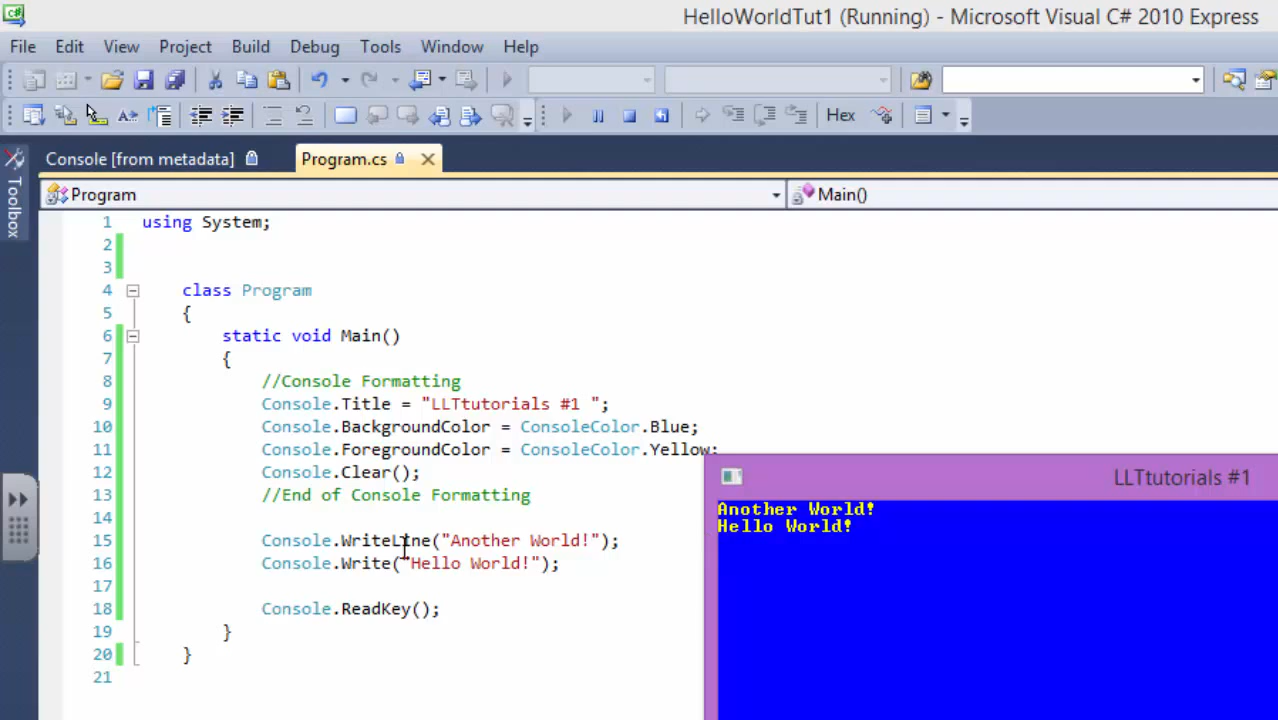 C#
HelloWorldTut1 (Running) - Microsoft Visual C# 2010 Express
File Edit View Project Build Debug Tools Window Help
Hex
Toolbox
Console [from metadata] Program.cs
Program Main()
1 using System;
2
3
4 class Program
5 {
6 static void Main()
7 {
8 //Console Formatting
9 Console.Title = "LLTtutorials #1 ";
10 Console.BackgroundColor = ConsoleColor.Blue;
11 Console.ForegroundColor = ConsoleColor.Yellow;
12 Console.Clear();
13 //End of Console Formatting
14
15 Console.WriteLine("Another World!");
16 Console.Write("Hello World!");
17
18 Console.ReadKey();
19 }
20 }
21
LLTtutorials #1
Another World!
Hello World!